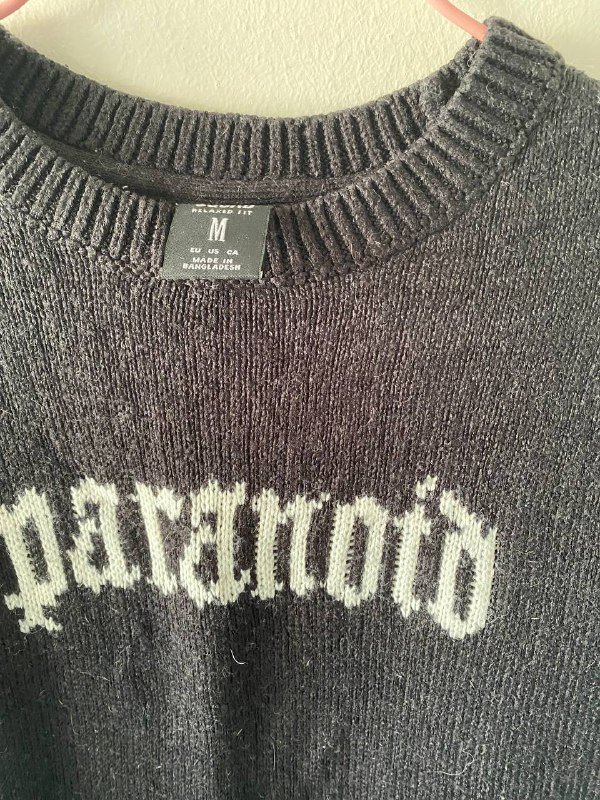 RELAXED FIT
M
EU US CA
MADE IN
BANGLADESH
paranoid